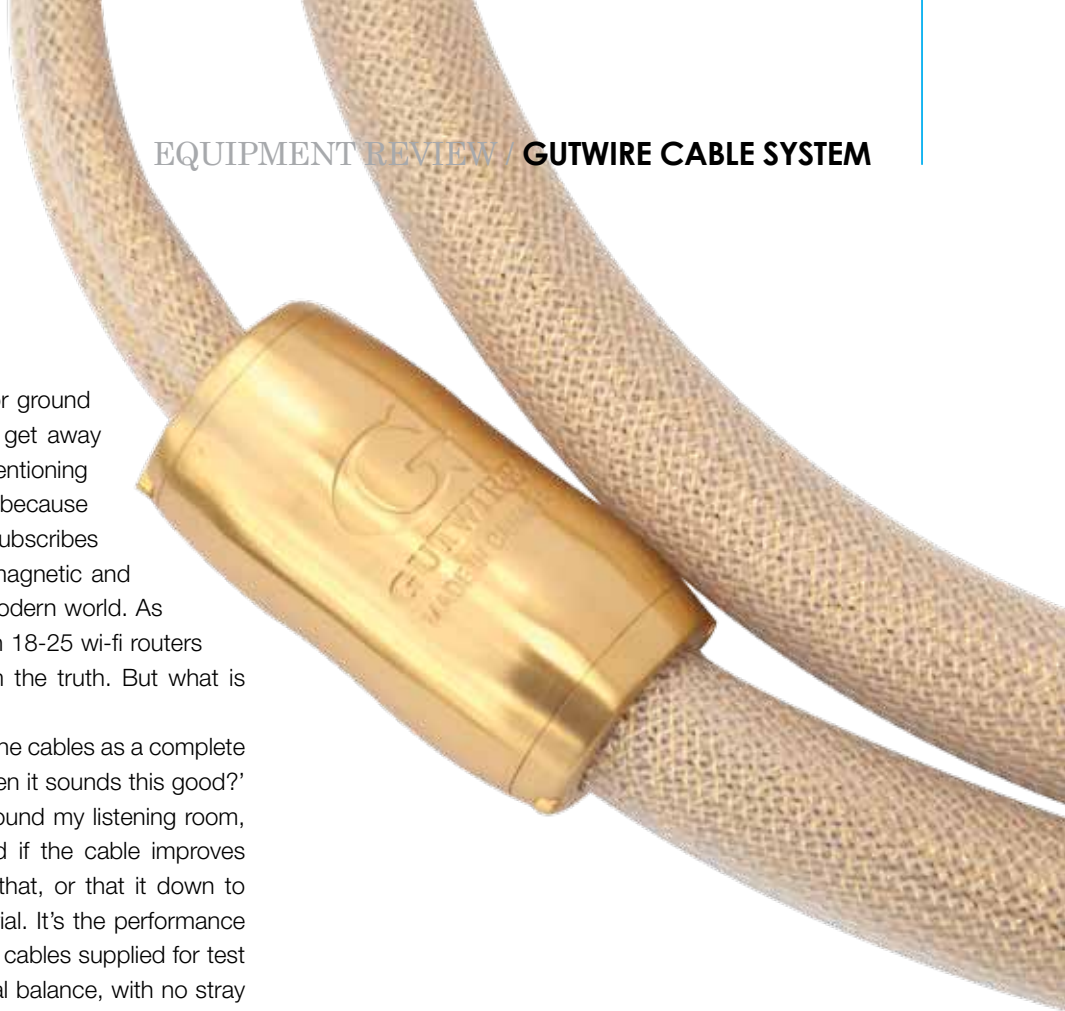 EQUIPMENT REVIEW / GUTWIRE CABLE SYSTEM
r ground
get away
entioning
because
ubscribes
nagnetic and
odern world. As
18-25 wi-fi routers
the truth. But what is
ne cables as a complete
en it sounds this good?’
ound my listening room,
d if the cable improves
that, or that it down to
ial. It’s the performance
cables supplied for test
al balance, with no stray
G
GUTWIRE
MADE IN